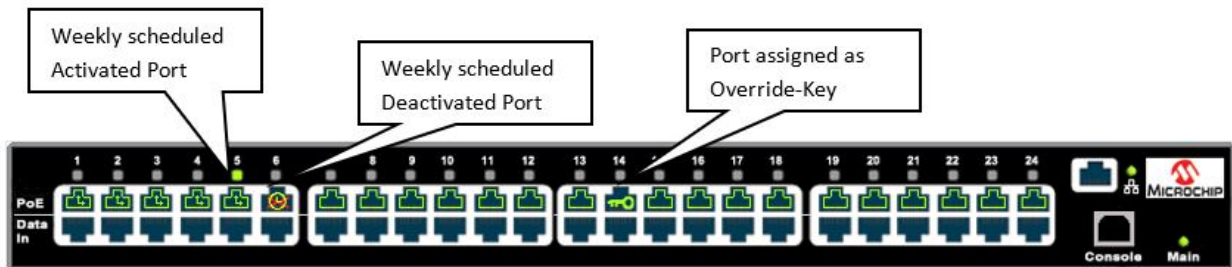 Weekly scheduled
Activated Port
Weekly scheduled
Deactivated Port
Port assigned as
Override-Key
1 2 3 4 5 6 8 9 10 11 12 13 14 16 17 18 19 20 21 22 23 24
PoE
Data
In
MICROCHIP
Console Main